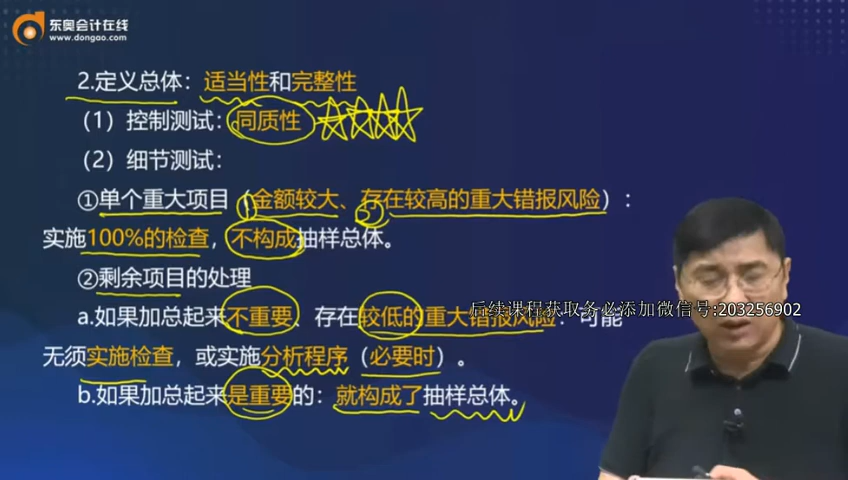 东奥会计在线
www.dongao.com
2.定义总体：适当性和完整性
（1）控制测试：同质性
（2）细节测试：
①单个重大项目（金额较大、存在较高的重大错报风险）：
实施100%的检查，不构成抽样总体。
②剩余项目的处理
后续课程获取务必添加微信号:203256902
a.如果加总起来不重要、存在较低的重大错报风险：可能
无须实施检查，或实施分析程序（必要时）。
b.如果加总起来是重要的：就构成了抽样总体。